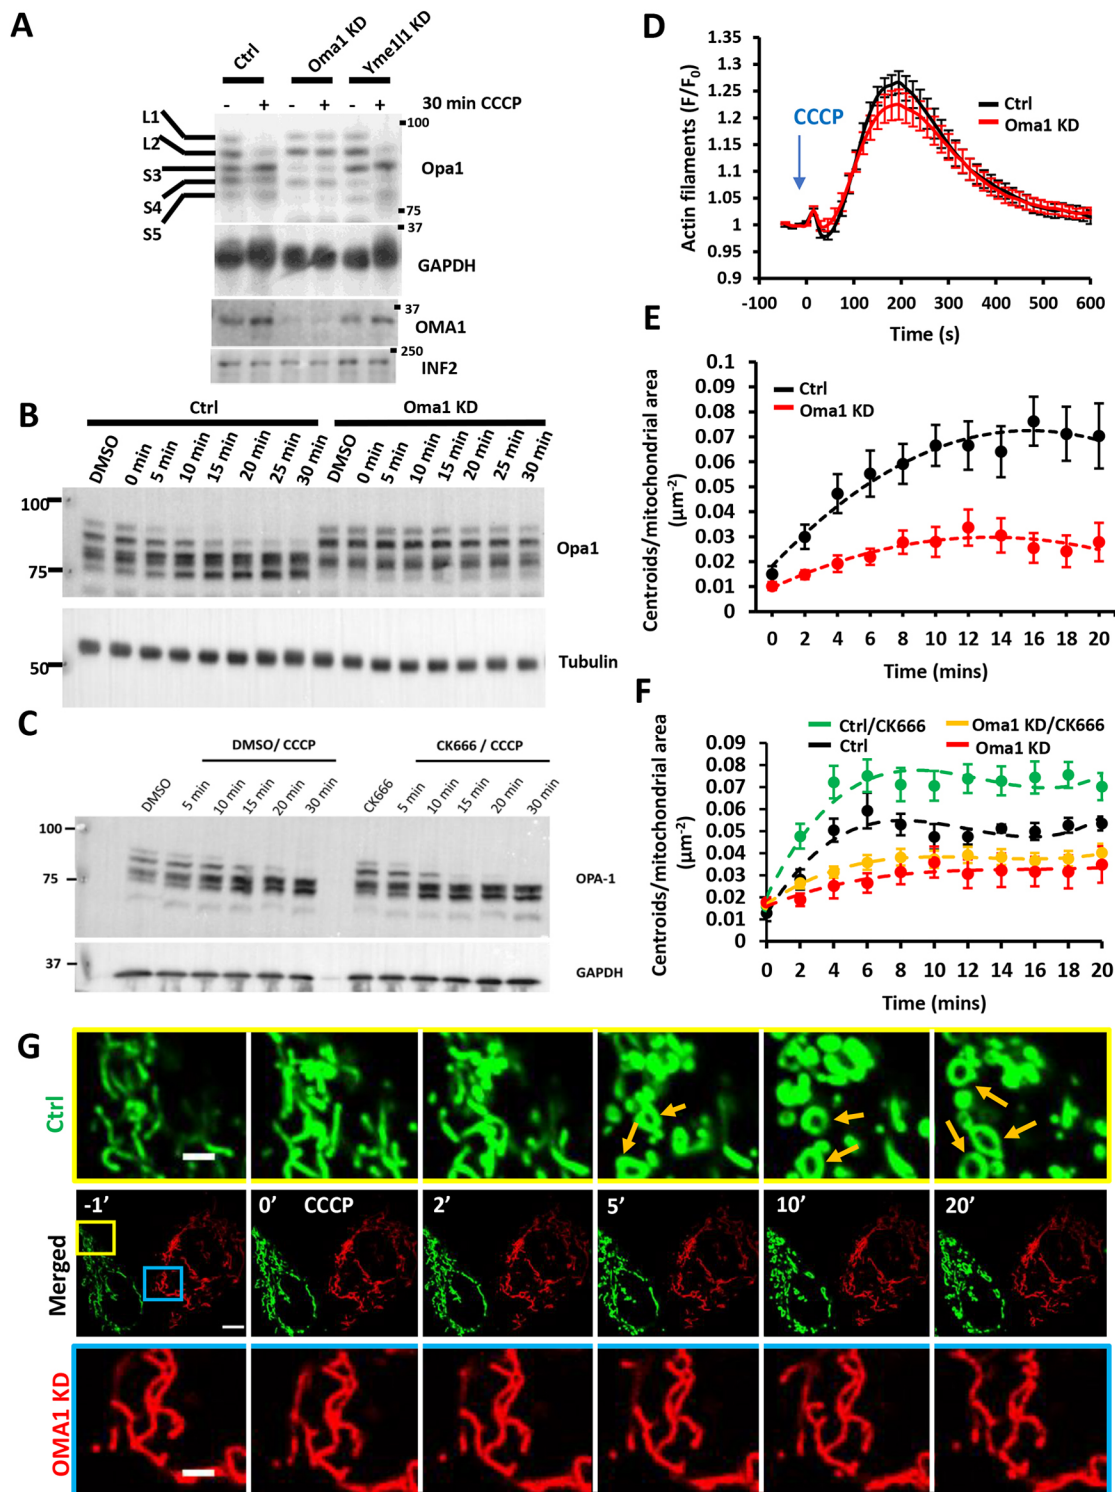 A
Ctrl
Oma1 KD
Yme1l1 KD
- + - + - + 30 min CCCP
L1
L2
S3
S4
S5
100
Opa1
75
37
GAPDH
37
OMA1
250
INF2
B
Ctrl
Oma1 KD
DMSO 0 min 5 min 10 min 15 min 20 min 25 min 30 min DMSO 0 min 5 min 10 min 15 min 20 min 25 min 30 min
100
Opa1
75
50
Tubulin
C
DMSO/ CCCP
CK666 / CCCP
DMSO 5 min 10 min 15 min 20 min 30 min CK666 5 min 10 min 15 min 20 min 30 min
100
75
OPA-1
37
GAPDH
D
Actin filaments (F/F0)
1.35
1.3
1.25
1.2
1.15
1.1
1.05
1
0.95
0.9
CCCP
Ctrl
Oma1 KD
-100 0 100 200 300 400 500 600
Time (s)
E
Centroids/mitochondrial area
(µm-2)
0.1
0.09
0.08
0.07
0.06
0.05
0.04
0.03
0.02
0.01
0
Ctrl
Oma1 KD
0 2 4 6 8 10 12 14 16 18 20
Time (mins)
F
Ctrl/CK666
Oma1 KD/CK666
Ctrl
Oma1 KD
Centroids/mitochondrial area
(µm-2)
0.09
0.08
0.07
0.06
0.05
0.04
0.03
0.02
0.01
0
0 2 4 6 8 10 12 14 16 18 20
Time (mins)
G
Ctrl
Merged
-1’
0’ CCCP
2’
5’
10’
20’
OMA1 KD